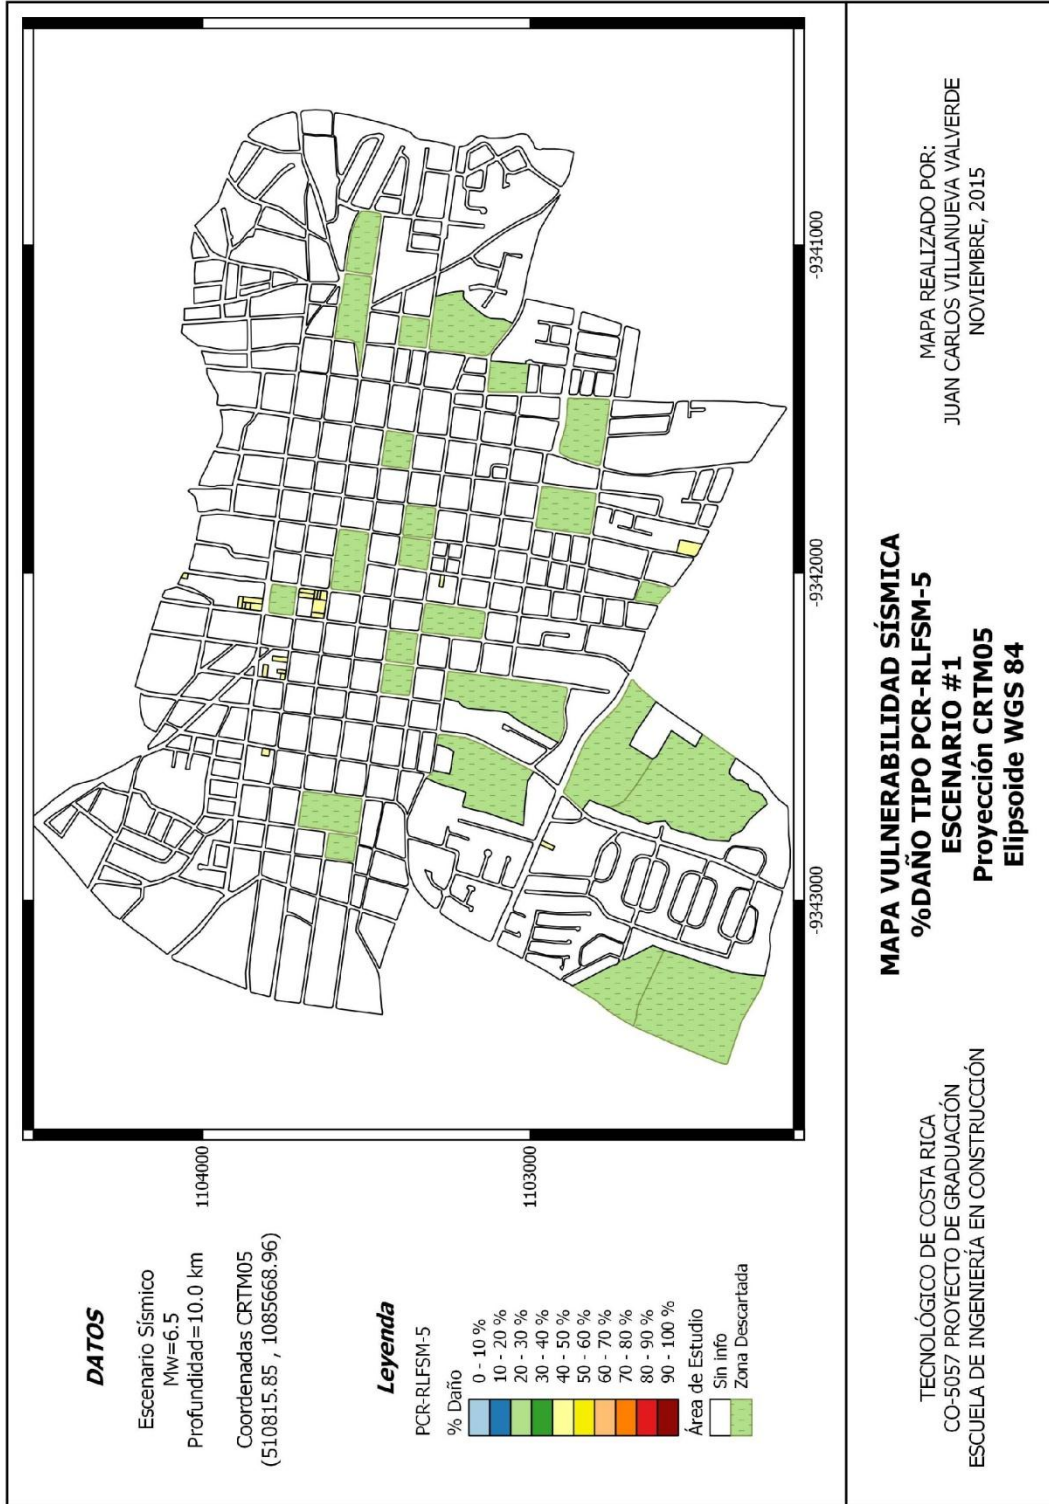 DATOS
Escenario Sísmico
Mw=6.5
Profundidad=10.0 km
Coordenadas CRTM05
(510815.85 , 1085668.96)
Leyenda
PCR-RLFSM-5
% Daño
0 - 10 %
10 - 20 %
20 - 30 %
30 - 40 %
40 - 50 %
50 - 60 %
60 - 70 %
70 - 80 %
80 - 90 %
90 - 100 %
Área de Estudio
Sin info
Zona Descartada
1104000
1103000
-9343000
-9342000
-9341000
TECNOLÓGICO DE COSTA RICA
CO-5057 PROYECTO DE GRADUACIÓN
ESCUELA DE INGENIERÍA EN CONSTRUCCIÓN
MAPA VULNERABILIDAD SÍSMICA
%DAÑO TIPO PCR-RLFSM-5
ESCENARIO #1
Proyección CRTM05
Elipsoide WGS 84
MAPA REALIZADO POR:
JUAN CARLOS VILLANUEVA VALVERDE
NOVIEMBRE, 2015